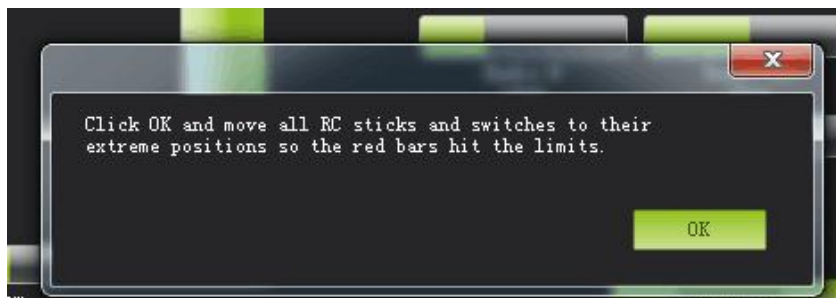 Click OK and move all RC sticks and switches to their
extreme positions so the red bars hit the limits.
OK